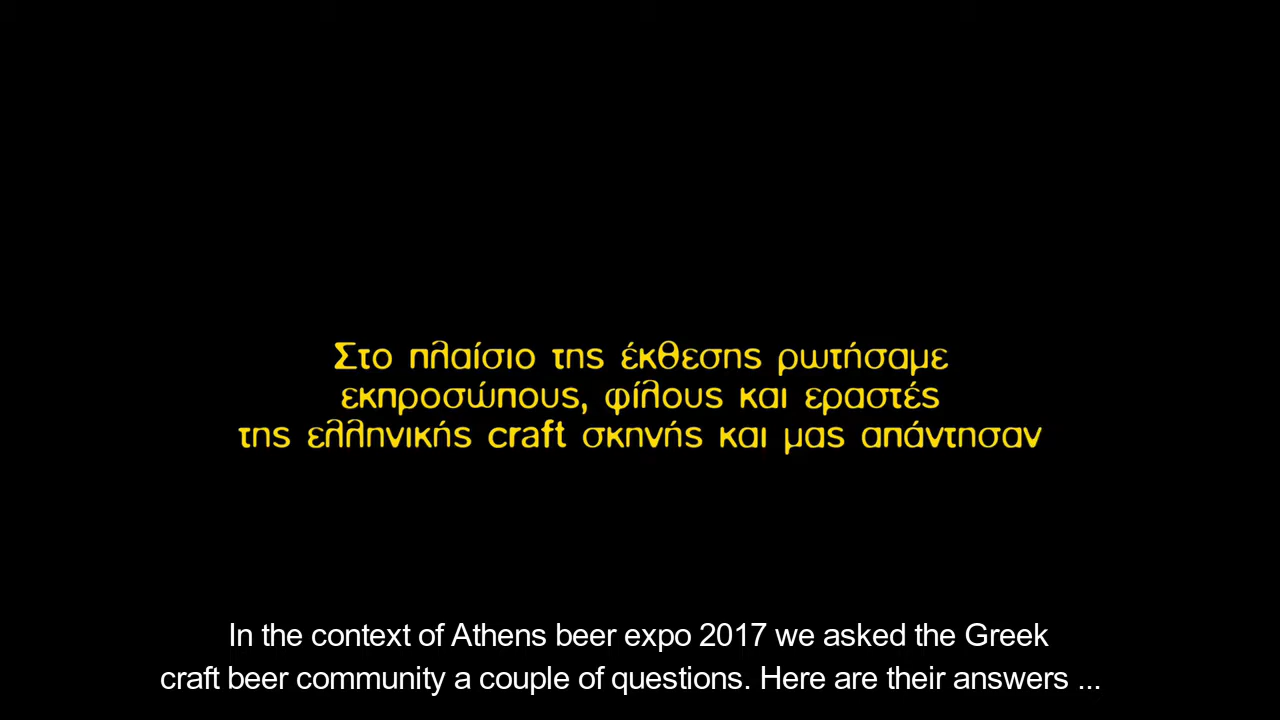 Στο πλαίσιο της έκθεσης ρωτήσαμε
εκπροσώπους, φίλους και εραστές
της ελληνικής craft σκηνής και μας απάντησαν
In the context of Athens beer expo 2017 we asked the Greek
craft beer community a couple of questions. Here are their answers ...